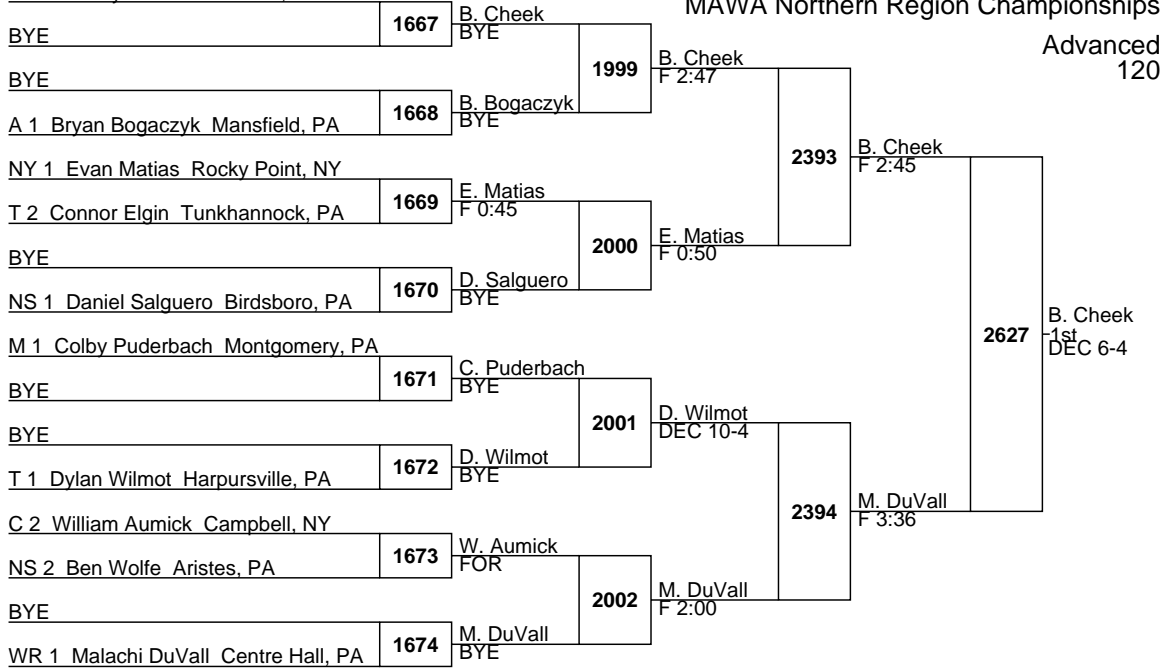 MAWA Northern Region Championships
Advanced
120
BYE
1667
B. Cheek
BYE
BYE
1668
B. Bogaczyk
BYE
A 1 Bryan Bogaczyk Mansfield, PA
1999
B. Cheek
F 2:47
NY 1 Evan Matias Rocky Point, NY
1669
E. Matias
F 0:45
T 2 Connor Elgin Tunkhannock, PA
2000
E. Matias
F 0:50
BYE
1670
D. Salguero
BYE
NS 1 Daniel Salguero Birdsboro, PA
2393
B. Cheek
F 2:45
M 1 Colby Puderbach Montgomery, PA
1671
C. Puderbach
BYE
BYE
2001
D. Wilmot
DEC 10-4
BYE
1672
D. Wilmot
BYE
T 1 Dylan Wilmot Harpursville, PA
C 2 William Aumick Campbell, NY
1673
W. Aumick
FOR
NS 2 Ben Wolfe Aristes, PA
2002
M. DuVall
F 2:00
BYE
1674
M. DuVall
BYE
WR 1 Malachi DuVall Centre Hall, PA
2394
M. DuVall
F 3:36
2627
B. Cheek
1st
DEC 6-4